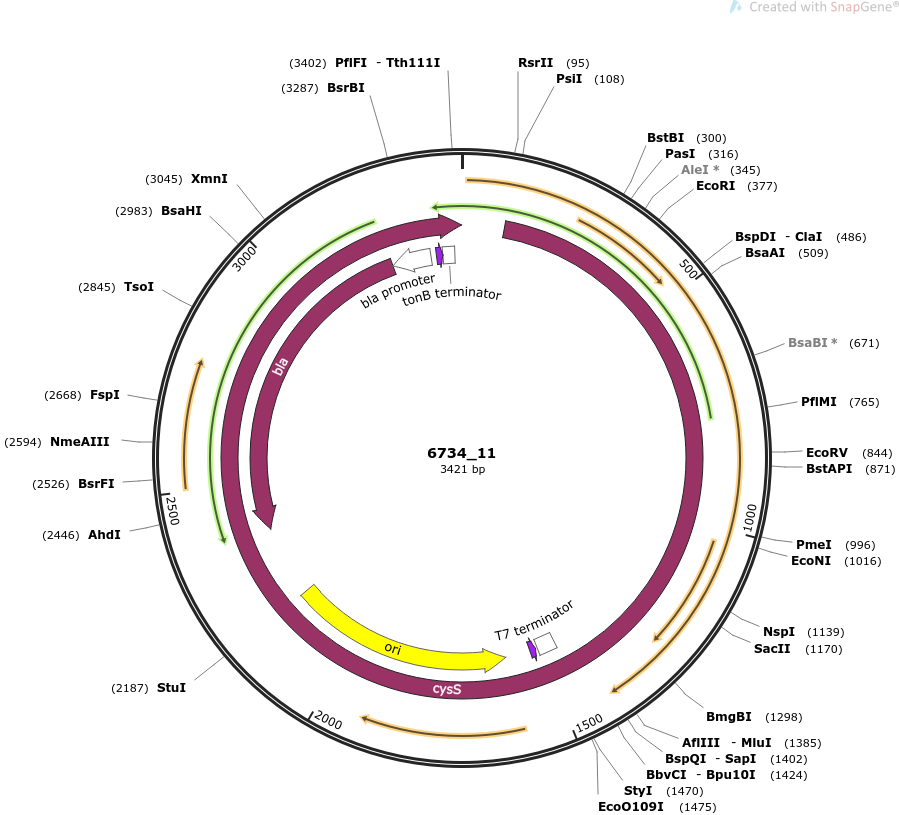 Created with SnapGene®
(3402) PflFI - Tth111I
(3287) BsrBI
RsrII (95)
PsiI (108)
BstBI (300)
PasI (316)
AleI * (345)
EcoRI (377)
(3045) XmnI
(2983) BsaHI
BspDI - ClaI (486)
BsaAI (509)
3000
500
(2845) TsoI
bla promoter
tonB terminator
BsaBI * (671)
bla
(2668) FspI
PflMI (765)
(2594) NmeAIII
6734_11
3421 bp
EcoRV (844)
BstAPI (871)
(2526) BsrFI
2500
1000
(2446) AhdI
PmeI (996)
EcoNI (1016)
T7 terminator
NspI (1139)
SacII (1170)
ori
(2187) StuI
cysS
2000
1500
BmgBI (1298)
AflIII - MluI (1385)
BspQI - SapI (1402)
BbvCI - Bpu10I (1424)
StyI (1470)
EcoO109I (1475)